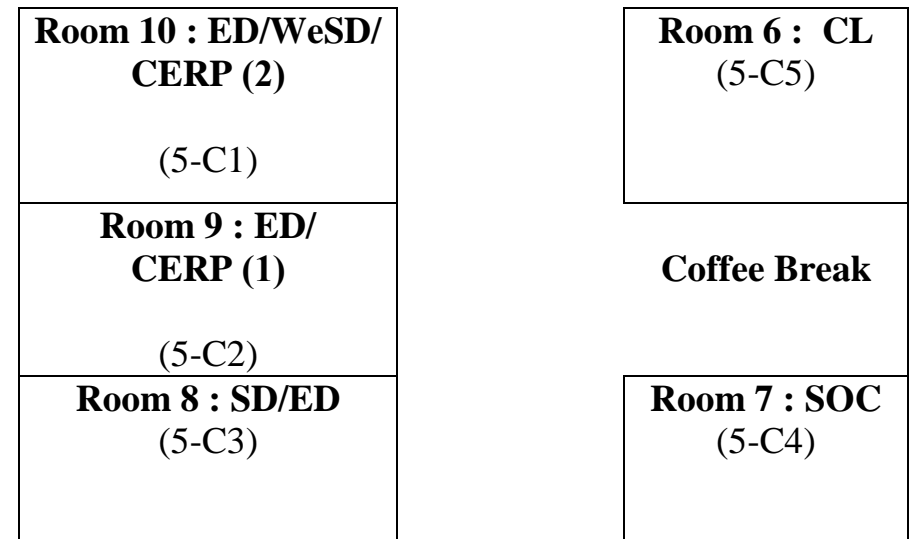 Room 10 : ED/WeSD/
CERP (2)
(5-C1)
Room 9 : ED/
CERP (1)
(5-C2)
Room 8 : SD/ED
(5-C3)
Room 6 : CL
(5-C5)
Coffee Break
Room 7 : SOC
(5-C4)